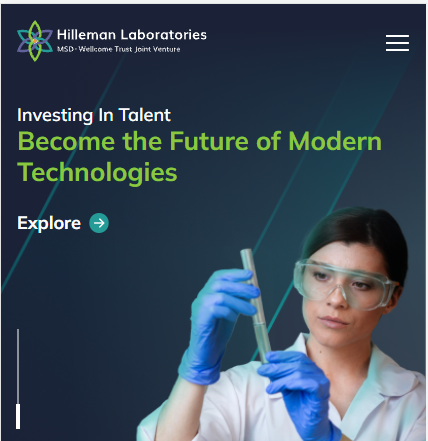 Hilleman Laboratories
MSD-Wellcome Trust Joint Venture
Investing In Talent
Become the Future of Modern
Technologies
Explore